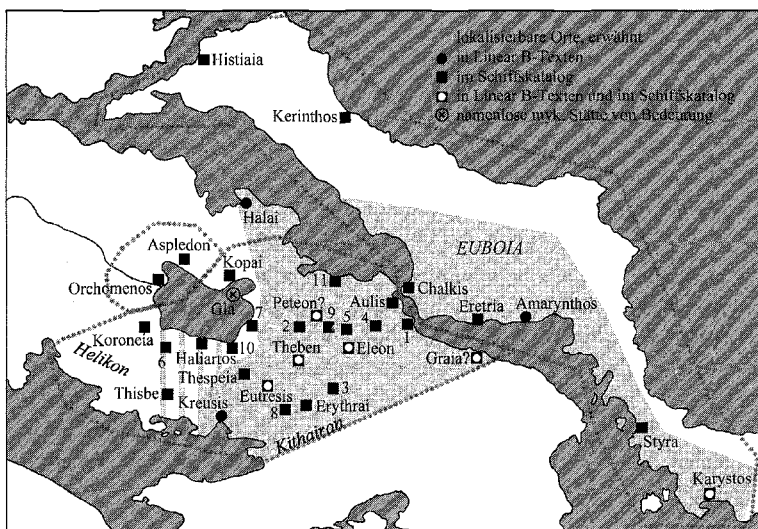 lokalisierbare Orte, erwähnt
in Linear B-Texten
im Schiffskatalog
in Linear B-Texten und im Schiffskatalog
namenlose myk. Stätte von Bedeutung
Histiaia
Kerinthos
Halai
EUBOIA
Aspledon
Kopai
Orchomenos
Gla
11
Chalkis
Aulis
Peteon?
Eretria
Amarynthos
Koroneia
7
2
9
5
4
1
Helikon
6
Haliartos
10
Theben
Eleon
Graia?
Thespeia
Thisbe
Eutresis
3
Kreusis
8
Erythrai
Kithairon
Styra
Karystos